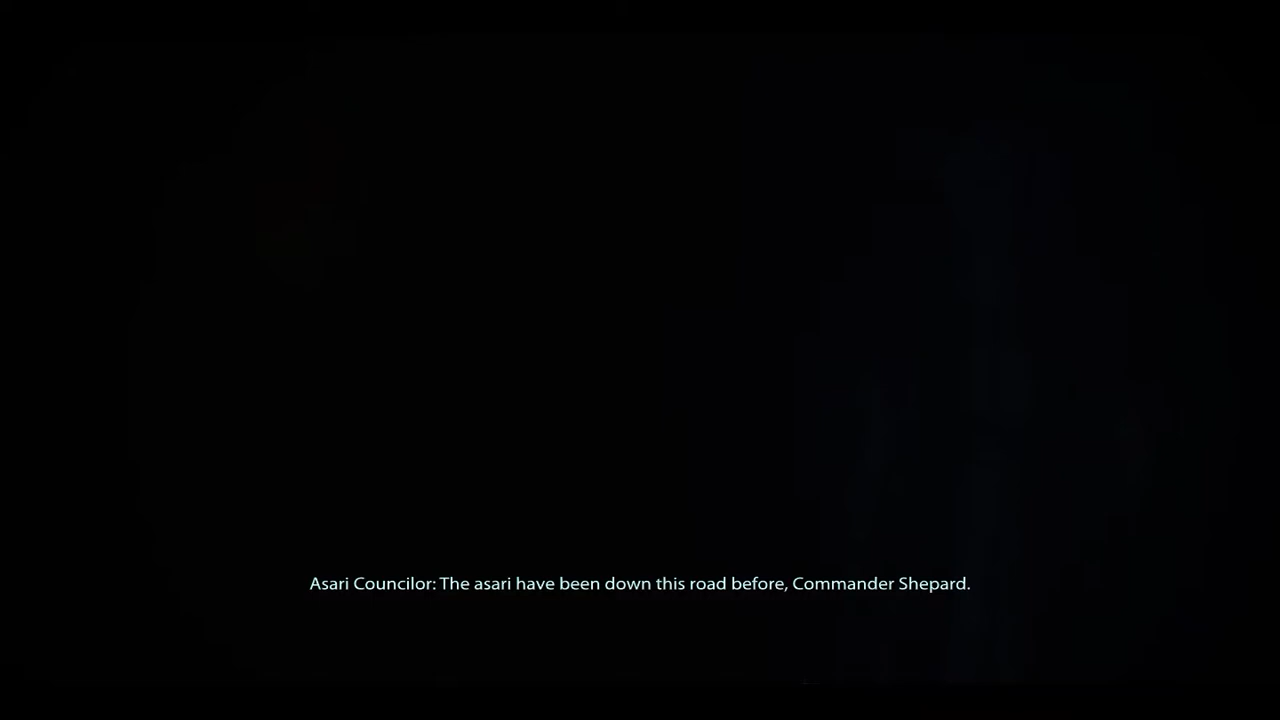 Asari Councilor: The asari have been down this road before, Commander Shepard.